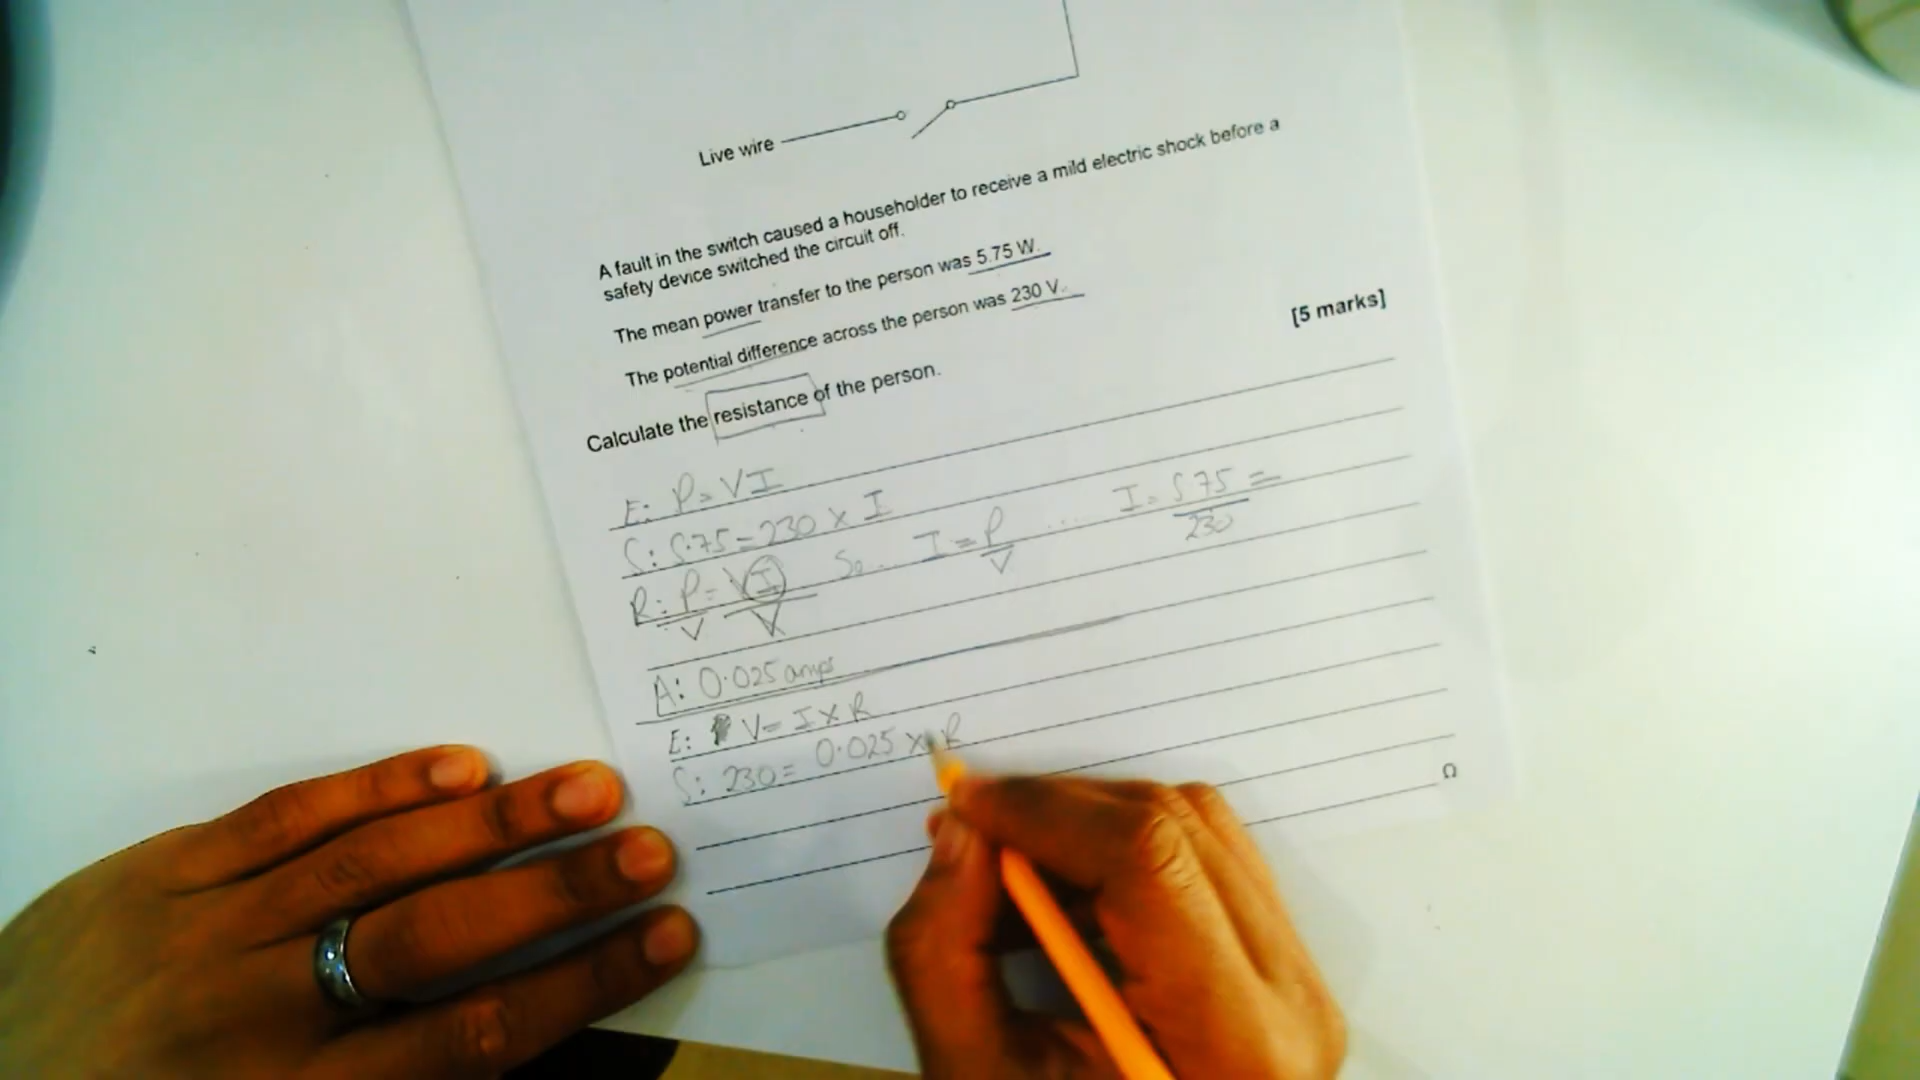 Live wire
A fault in the switch caused a householder to receive a mild electric shock before a
safety device switched the circuit off.
The mean power transfer to the person was 5.75 W.
The potential difference across the person was 230 V.
[5 marks]
Calculate the resistance of the person.
E: P = VI
S: 5.75 = 230 x I
I = 5.75 =
230
R: P = VI So.. I = P ....
V V V
A: 0.025 amps
E: V = I x R
S: 230 = 0.025 x R
Ω